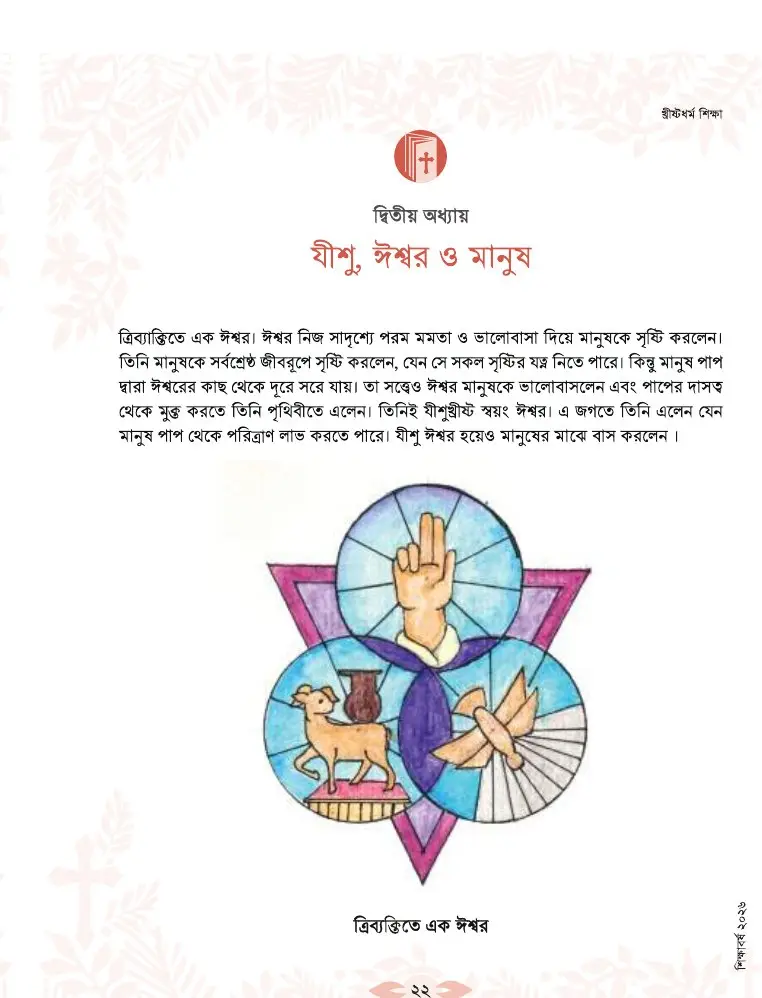 খ্রীষ্টধর্ম শিক্ষা
দ্বিতীয় অধ্যায়
যীশু, ঈশ্বর ও মানুষ
ত্রিব্যাক্তিতে এক ঈশ্বর। ঈশ্বর নিজ সাদৃশ্যে পরম মমতা ও ভালোবাসা দিয়ে মানুষকে সৃষ্টি করলেন।
তিনি মানুষকে সর্বশ্রেষ্ঠ জীবরূপে সৃষ্টি করলেন, যেন সে সকল সৃষ্টির যত্ন নিতে পারে। কিন্তু মানুষ পাপ
দ্বারা ঈশ্বরের কাছ থেকে দূরে সরে যায়। তা সত্ত্বেও ঈশ্বর মানুষকে ভালোবাসলেন এবং পাপের দাসত্ব
থেকে মুক্ত করতে তিনি পৃথিবীতে এলেন। তিনিই যীশুখ্রীষ্ট স্বয়ং ঈশ্বর। এ জগতে তিনি এলেন যেন
মানুষ পাপ থেকে পরিত্রাণ লাভ করতে পারে। যীশু ঈশ্বর হয়েও মানুষের মাঝে বাস করলেন ।
ত্রিব্যক্তিতে এক ঈশ্বর
শিক্ষাবর্ষ ২০২৬
২২